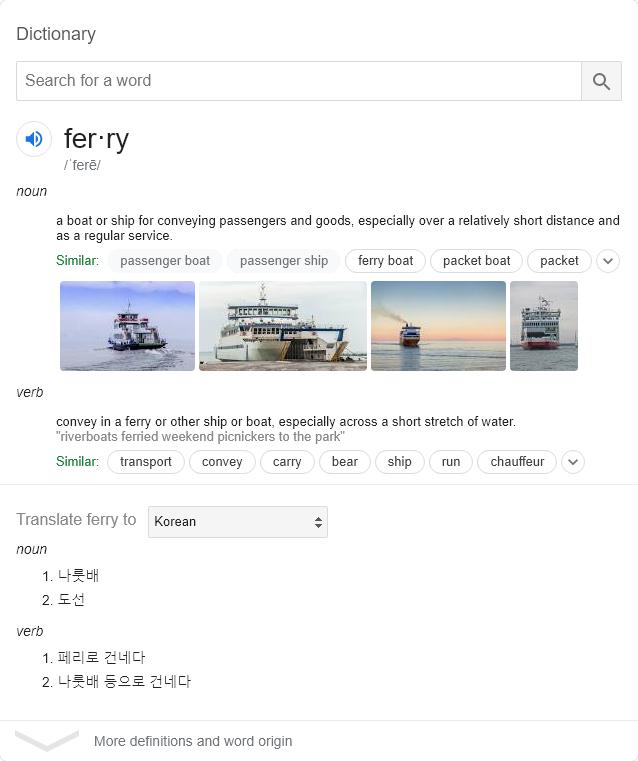 Dictionary
Search for a word
fer·ry
/ˈferē/
noun
a boat or ship for conveying passengers and goods, especially over a relatively short distance and
as a regular service.
Similar: passenger boat passenger ship ferry boat packet boat packet
verb
convey in a ferry or other ship or boat, especially across a short stretch of water.
"riverboats ferried weekend picnickers to the park"
Similar: transport convey carry bear ship run chauffeur
Translate ferry to Korean
noun
1. 나룻배
2. 도선
verb
1. 페리로 건네다
2. 나룻배 등으로 건네다
More definitions and word origin